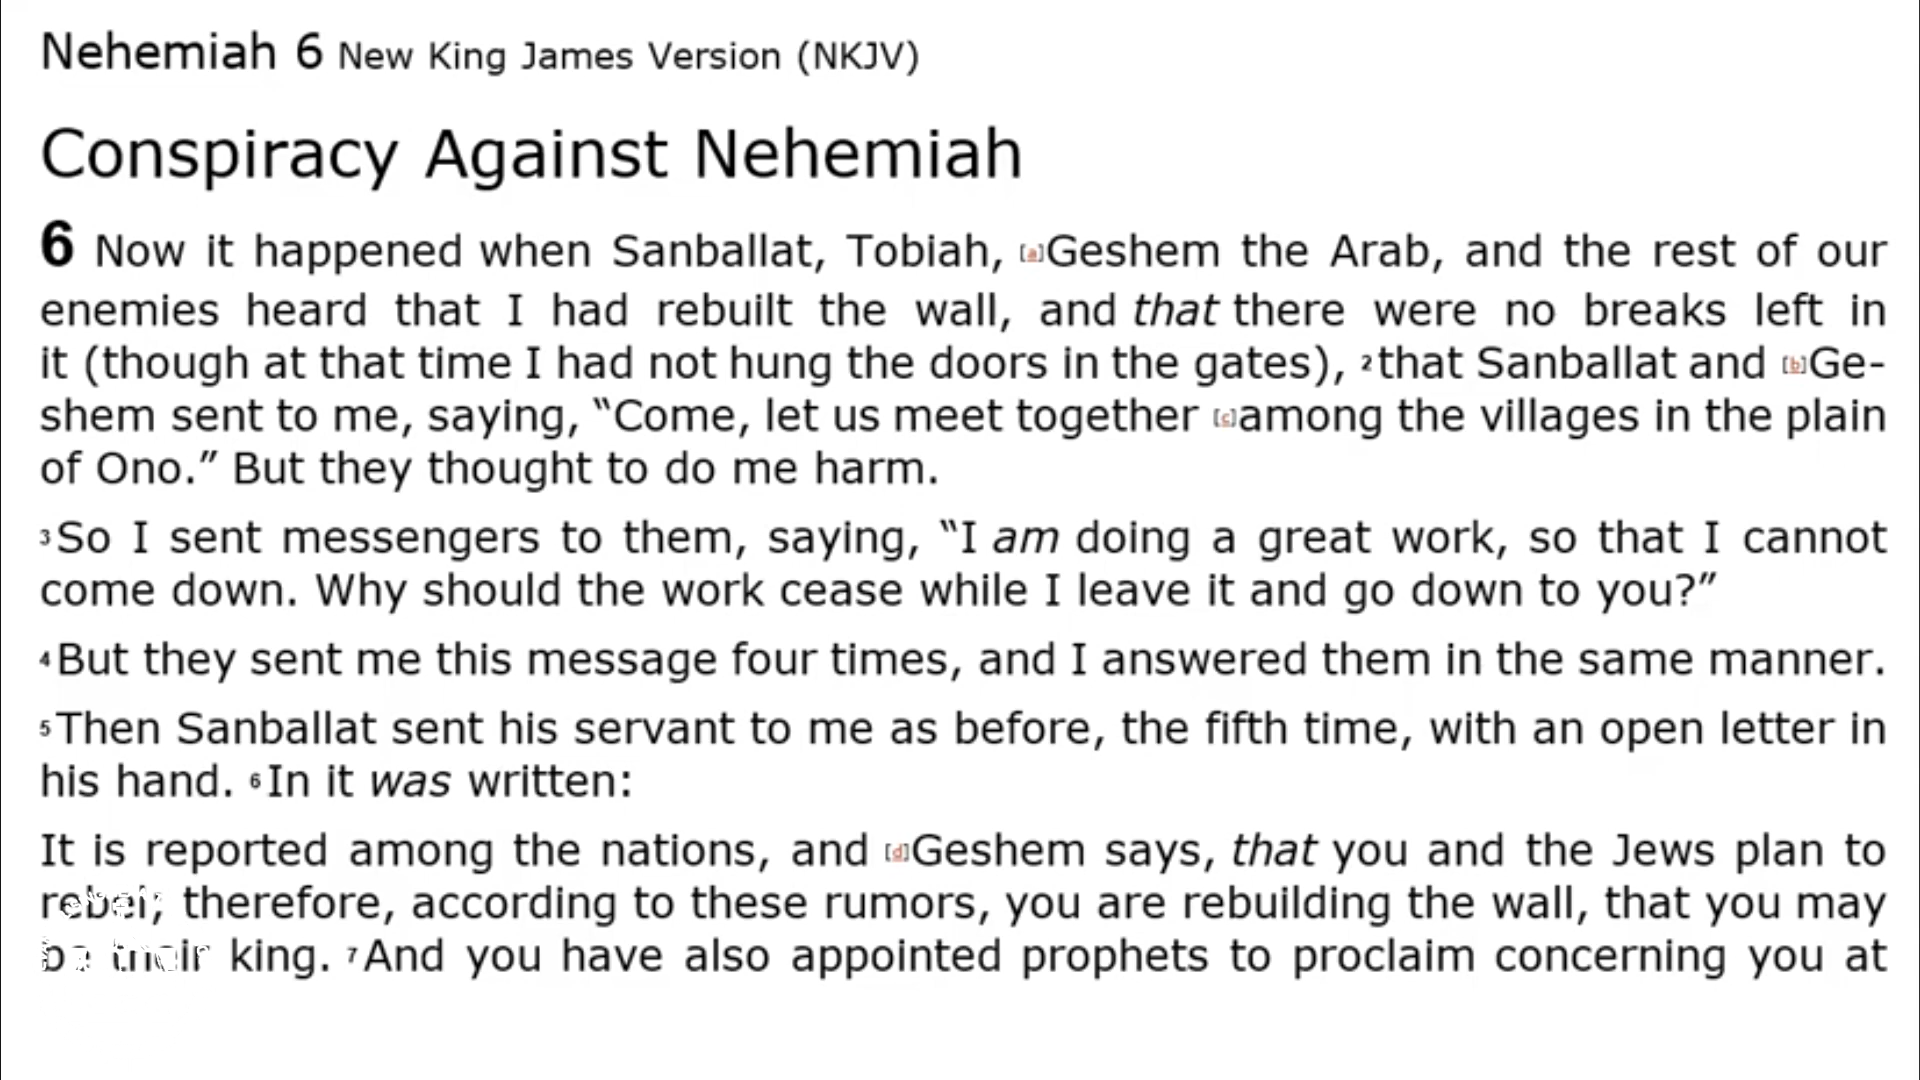 Nehemiah 6 New King James Version (NKJV)
Conspiracy Against Nehemiah
6 Now it happened when Sanballat, Tobiah, [a]Geshem the Arab, and the rest of our
enemies heard that I had rebuilt the wall, and that there were no breaks left in
it (though at that time I had not hung the doors in the gates), 2 that Sanballat and [b]Ge-
shem sent to me, saying, “Come, let us meet together [c]among the villages in the plain
of Ono.” But they thought to do me harm.
3 So I sent messengers to them, saying, “I am doing a great work, so that I cannot
come down. Why should the work cease while I leave it and go down to you?”
4 But they sent me this message four times, and I answered them in the same manner.
5 Then Sanballat sent his servant to me as before, the fifth time, with an open letter in
his hand. 6 In it was written:
It is reported among the nations, and [d]Geshem says, that you and the Jews plan to
rebel; therefore, according to these rumors, you are rebuilding the wall, that you may
be their king. 7 And you have also appointed prophets to proclaim concerning you at